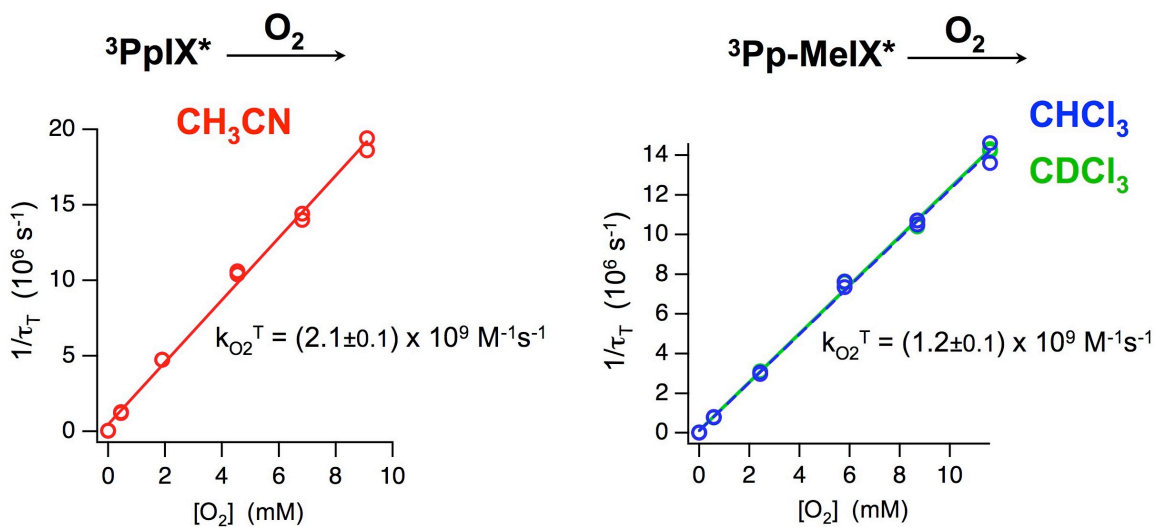 ³PpIX* O₂
CH₃CN
20
15
10
5
0
1/τ_T (10⁶ s⁻¹)
k_O2^T = (2.1±0.1) x 10⁹ M⁻¹s⁻¹
0 2 4 6 8 10
[O₂] (mM)
³Pp-MeIX* O₂
CHCl₃
CDCl₃
14
12
10
8
6
4
2
0
1/τ_T (10⁶ s⁻¹)
k_O2^T = (1.2±0.1) x 10⁹ M⁻¹s⁻¹
0 2 4 6 8 10
[O₂] (mM)